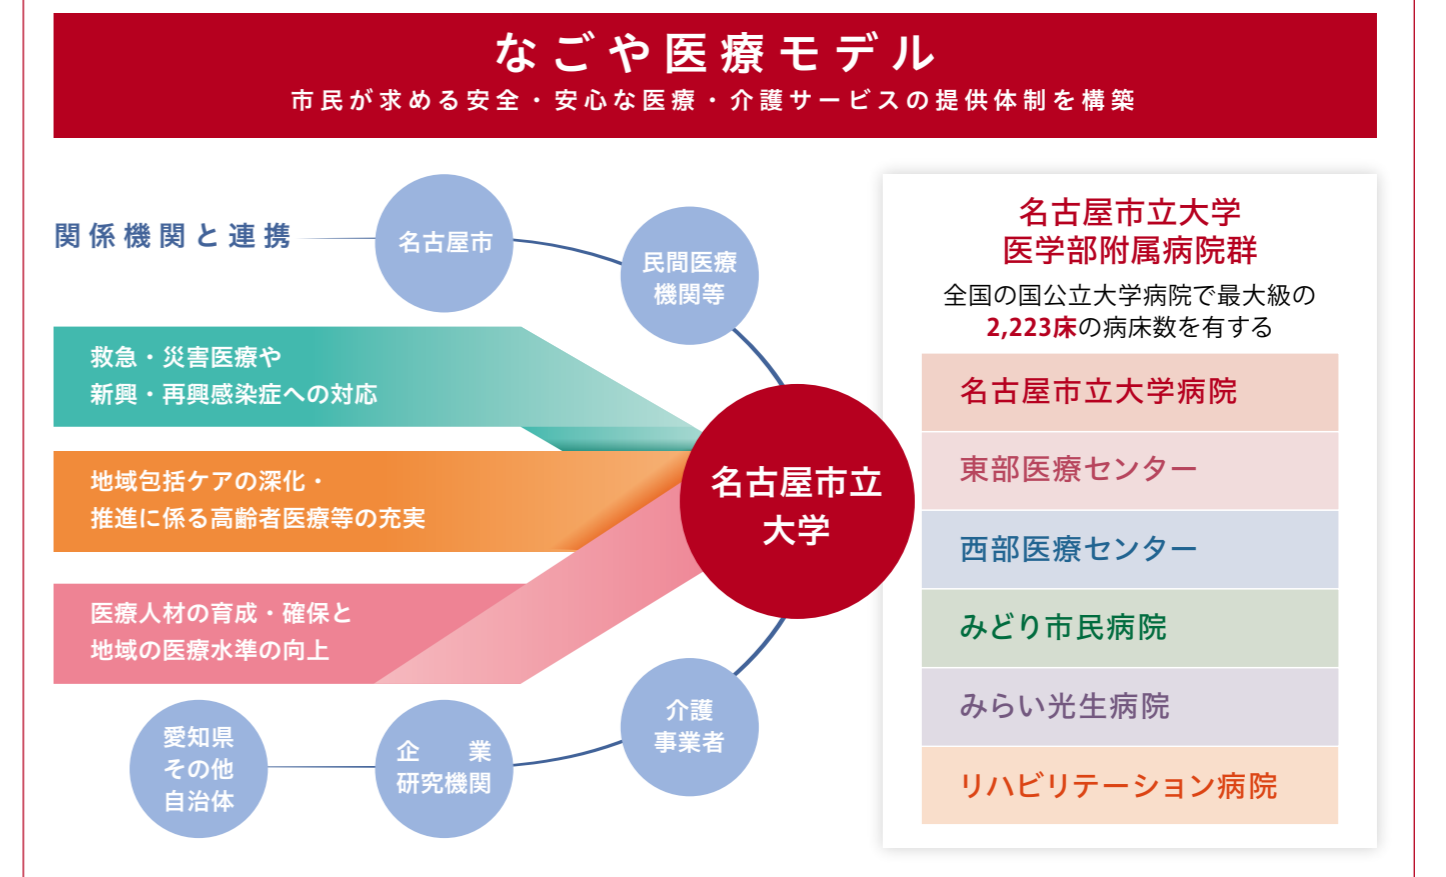 なごや医療モデル
市民が求める安全・安心な医療・介護サービスの提供体制を構築
関係機関と連携
名古屋市
民間医療
機関等
救急・災害医療や
新興・再興感染症への対応
地域包括ケアの深化・
推進に係る高齢者医療等の充実
医療人材の育成・確保と
地域の医療水準の向上
名古屋市立
大学
愛知県
その他
自治体
企　業
研究機関
介護
事業者
名古屋市立大学
医学部附属病院群
全国の国公立大学病院で最大級の
2,223床の病床数を有する
名古屋市立大学病院
東部医療センター
西部医療センター
みどり市民病院
みらい光生病院
リハビリテーション病院